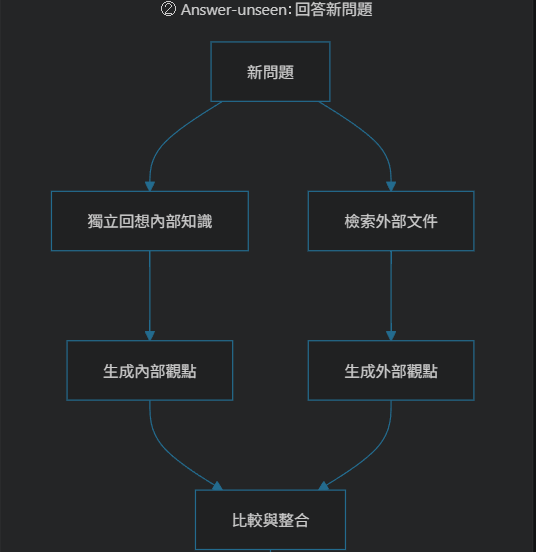 ② Answer-unseen：回答新問題
新問題
獨立回想內部知識
檢索外部文件
生成內部觀點
生成外部觀點
比較與整合